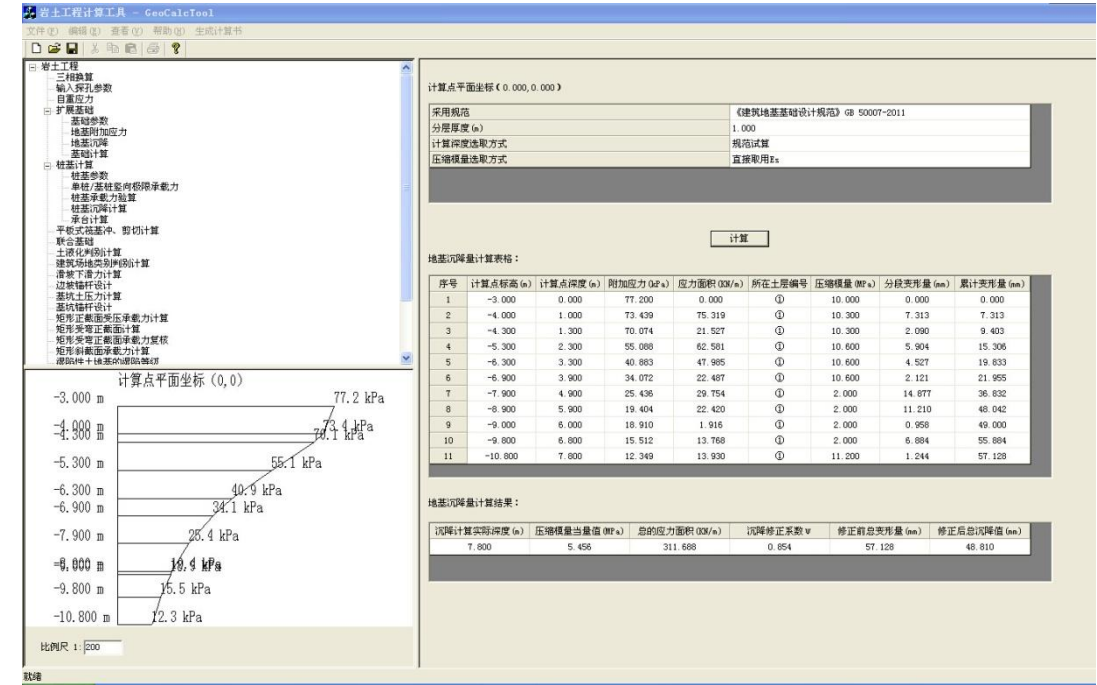 岩土工程计算工具 - GeoCalcTool
文件(F) 编辑(E) 查看(V) 帮助(H) 生成计算书
岩土工程
三相换算
输入探孔参数
自重应力
扩展基础
基础参数
地基附加应力
地基沉降
基础计算
桩基计算
桩基参数
单桩/基桩竖向极限承载力
桩基承载力验算
桩基沉降计算
承台计算
平板式筏基冲、剪切计算
联合基础
土液化判别计算
建筑场地类别判别计算
滑坡下滑力计算
边坡锚杆设计
基坑土压力计算
基坑锚杆设计
矩形正截面受压承载力计算
矩形受弯正截面计算
矩形受弯正截面承载力复核
矩形斜截面承载力计算
湿陷性土地基的湿陷等级
计算点平面坐标 (0,0)
-3.000 m 77.2 kPa
-4.000 m 73.4 kPa
-4.300 m 70.1 kPa
-5.300 m 55.1 kPa
-6.300 m 40.9 kPa
-6.900 m 34.1 kPa
-7.900 m 25.4 kPa
-8.900 m 19.4 kPa
-9.000 m 18.9 kPa
-9.800 m 15.5 kPa
-10.800 m 12.3 kPa
比例尺 1: 200
就绪
计算点平面坐标(0.000,0.000)
采用规范 《建筑地基基础设计规范》GB 50007-2011
分层厚度(m) 1.000
计算深度选取方式 规范试算
压缩模量选取方式 直接取用Es
计算
地基沉降量计算表格：
序号 计算点标高(m) 计算点深度(m) 附加应力(kPa) 应力面积(KN/m) 所在土层编号 压缩模量(MPa) 分段变形量(mm) 累计变形量(mm)
1 -3.000 0.000 77.200 0.000 ① 10.000 0.000 0.000
2 -4.000 1.000 73.439 75.319 ① 10.300 7.313 7.313
3 -4.300 1.300 70.074 21.527 ① 10.300 2.090 9.403
4 -5.300 2.300 55.088 62.581 ① 10.600 5.904 15.306
5 -6.300 3.300 40.883 47.985 ① 10.600 4.527 19.833
6 -6.900 3.900 34.072 22.487 ① 10.600 2.121 21.955
7 -7.900 4.900 25.436 29.754 ① 2.000 14.877 36.832
8 -8.900 5.900 19.404 22.420 ① 2.000 11.210 48.042
9 -9.000 6.000 18.910 1.916 ① 2.000 0.958 49.000
10 -9.800 6.800 15.512 13.768 ① 2.000 6.884 55.884
11 -10.800 7.800 12.349 13.930 ① 11.200 1.244 57.128
地基沉降量计算结果：
沉降计算实际深度(m) 压缩模量当量值(MPa) 总的应力面积(KN/m) 沉降修正系数ψ 修正前总变形量(mm) 修正后总沉降值(mm)
7.800 5.456 311.688 0.854 57.128 48.810